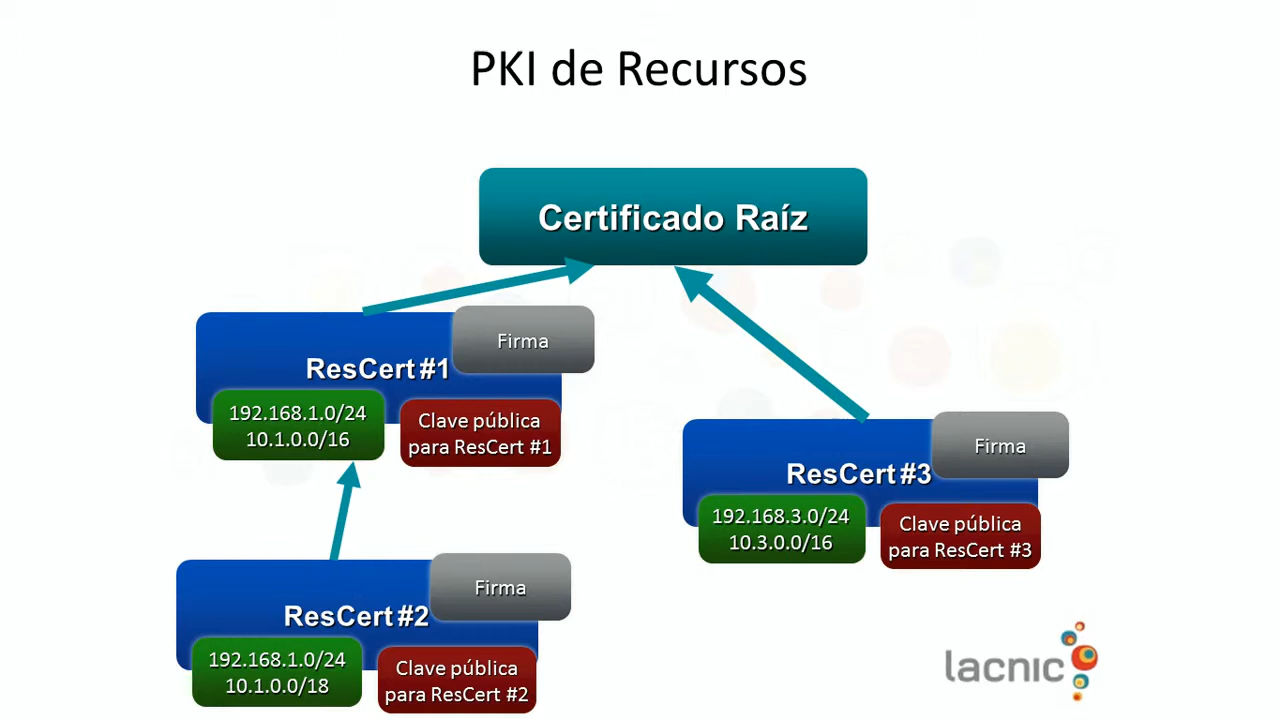 PKI de Recursos
Certificado Raíz
Firma
ResCert #1
192.168.1.0/24
10.1.0.0/16
Clave pública
para ResCert #1
Firma
ResCert #3
192.168.3.0/24
10.3.0.0/16
Clave pública
para ResCert #3
Firma
ResCert #2
192.168.1.0/24
10.1.0.0/18
Clave pública
para ResCert #2
lacnic